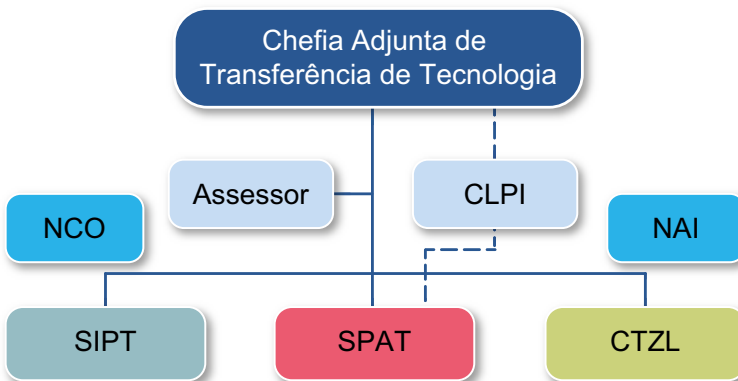 Chefia Adjunta de
Transferência de Tecnologia
Assessor
CLPI
NCO
NAI
SIPT
SPAT
CTZL